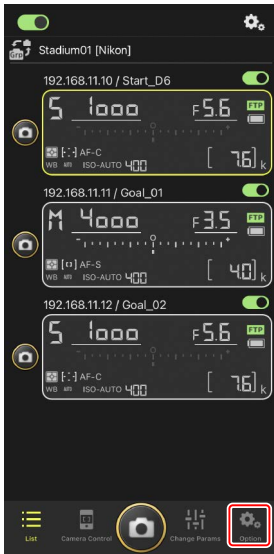 Grp Stadium01 [Nikon]
192.168.11.10 / Start_D6
S 1000 F5.6 FTP
- +
AF-C
WB ISO-AUTO 400 [ 7.6] k
192.168.11.11 / Goal_01
M 4000 F3.5 FTP
- +
AF-S
WB ISO-AUTO 400 [ 4.0] k
192.168.11.12 / Goal_02
S 1000 F5.6 FTP
- +
AF-C
WB ISO-AUTO 400 [ 7.6] k
List Camera Control Change Params Option